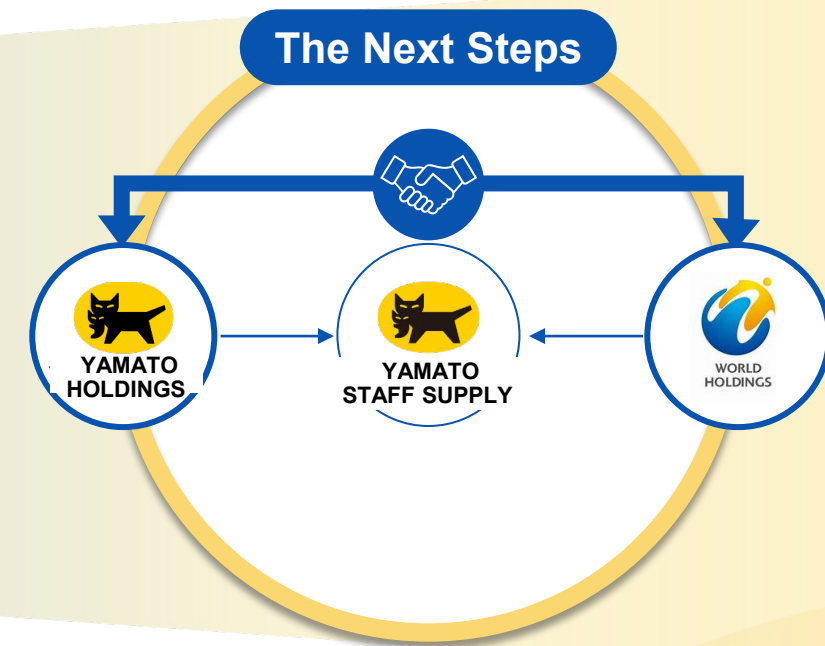 The Next Steps
YAMATO
HOLDINGS
YAMATO
STAFF SUPPLY
WORLD
HOLDINGS